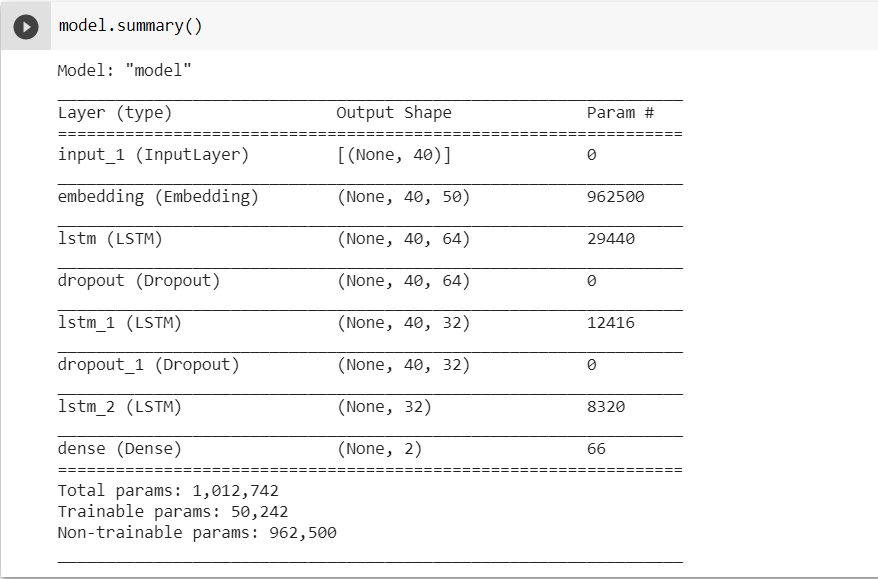 model.summary()
Model: "model"
_________________________________________________________________
Layer (type)                 Output Shape              Param #
=================================================================
input_1 (InputLayer)         [(None, 40)]              0
_________________________________________________________________
embedding (Embedding)        (None, 40, 50)            962500
_________________________________________________________________
lstm (LSTM)                  (None, 40, 64)            29440
_________________________________________________________________
dropout (Dropout)            (None, 40, 64)            0
_________________________________________________________________
lstm_1 (LSTM)                (None, 40, 32)            12416
_________________________________________________________________
dropout_1 (Dropout)          (None, 40, 32)            0
_________________________________________________________________
lstm_2 (LSTM)                (None, 32)                8320
_________________________________________________________________
dense (Dense)                (None, 2)                 66
=================================================================
Total params: 1,012,742
Trainable params: 50,242
Non-trainable params: 962,500
_________________________________________________________________